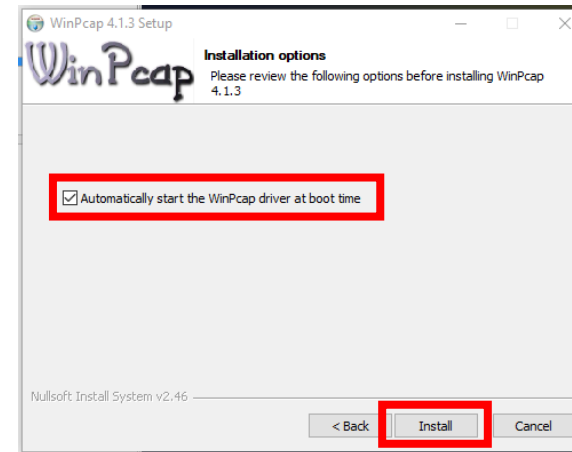 WinPcap 4.1.3 Setup
WinPcap
Installation options
Please review the following options before installing WinPcap
4.1.3
Automatically start the WinPcap driver at boot time
Nullsoft Install System v2.46
< Back
Install
Cancel